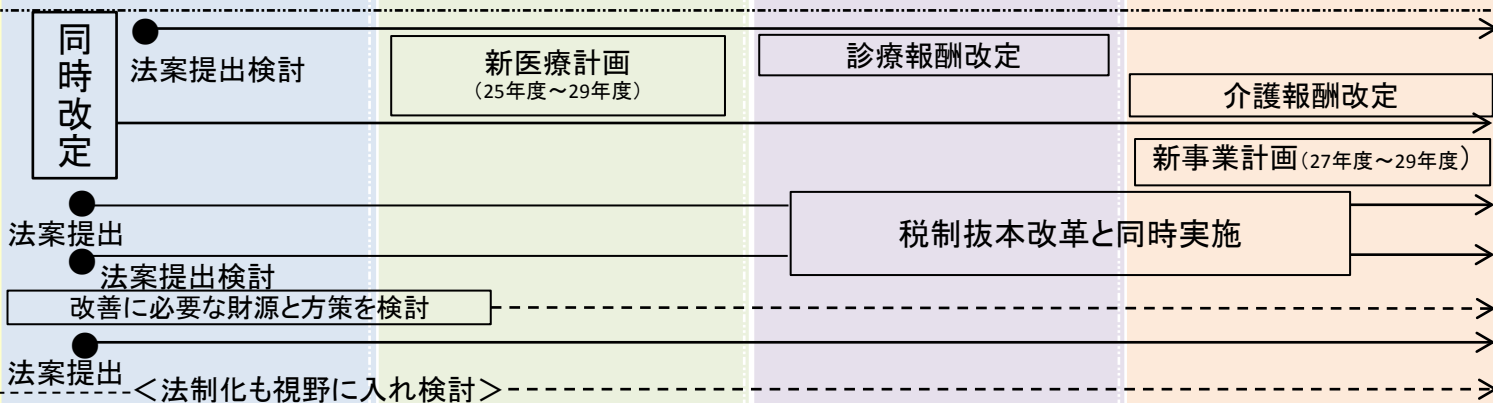 同時改定
法案提出検討
新医療計画
（25年度～29年度）
診療報酬改定
介護報酬改定
新事業計画（27年度～29年度）
法案提出
税制抜本改革と同時実施
法案提出検討
改善に必要な財源と方策を検討
法案提出
＜法制化も視野に入れ検討＞